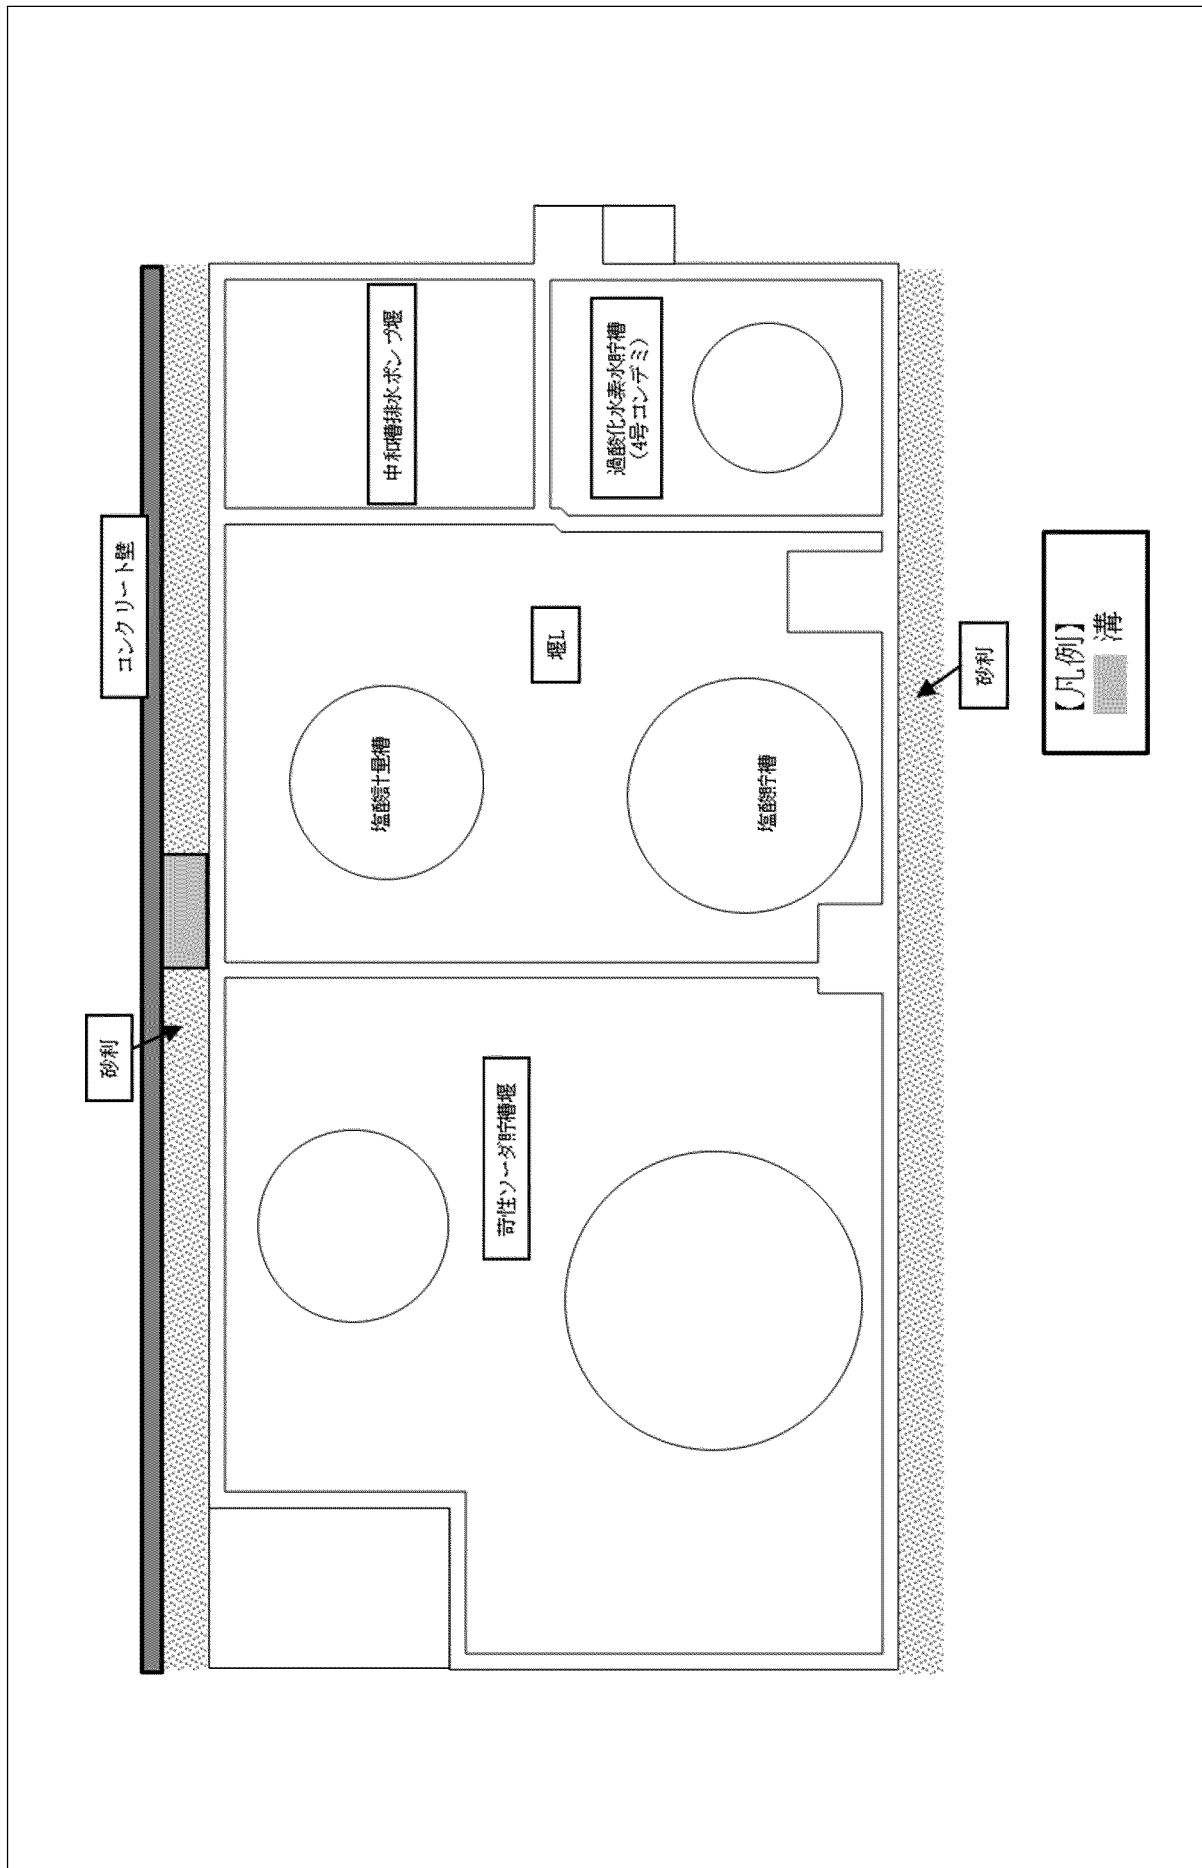 砂利
コンクリート壁
塩酸計量槽
中和槽排水ポンプ堰
苛性ソーダ貯槽堰
堰L
過酸化水素水貯槽
(4号コンデミ)
塩酸貯槽
砂利
【凡例】
溝